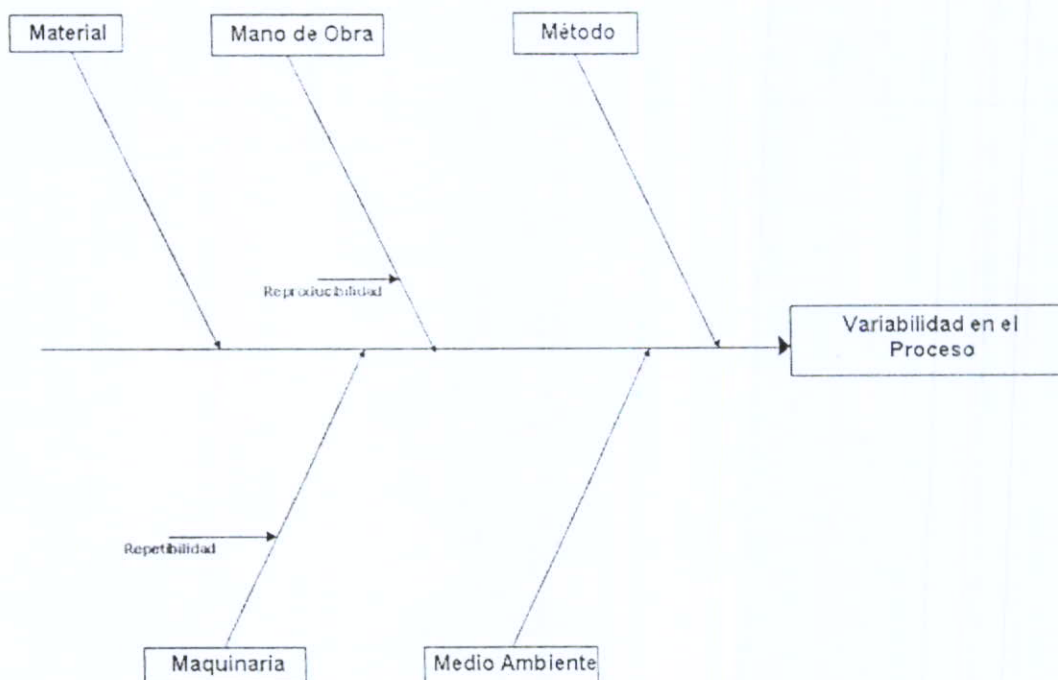 Material
Mano de Obra
Método
Reproducibilidad
Variabilidad en el
Proceso
Repetibilidad
Maquinaria
Medio Ambiente